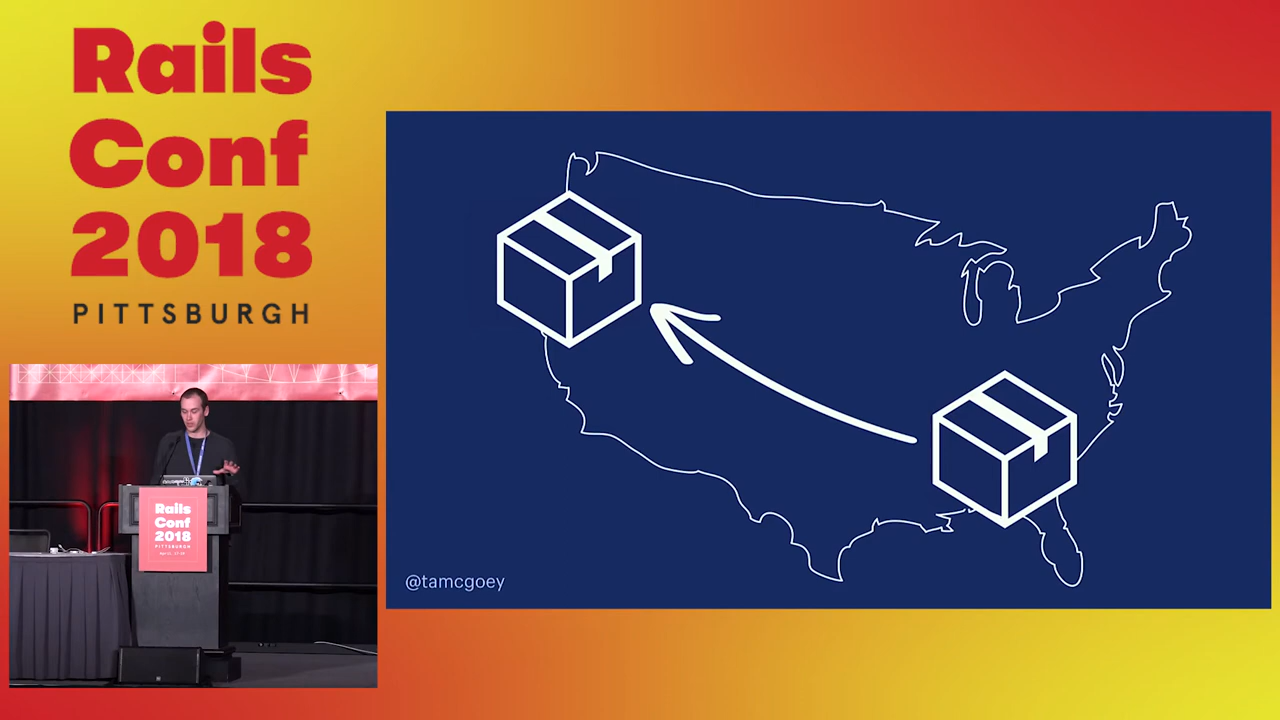 Rails
Conf
2018
PITTSBURGH
@tamcgoey
Rails
Conf
2018
PITTSBURGH